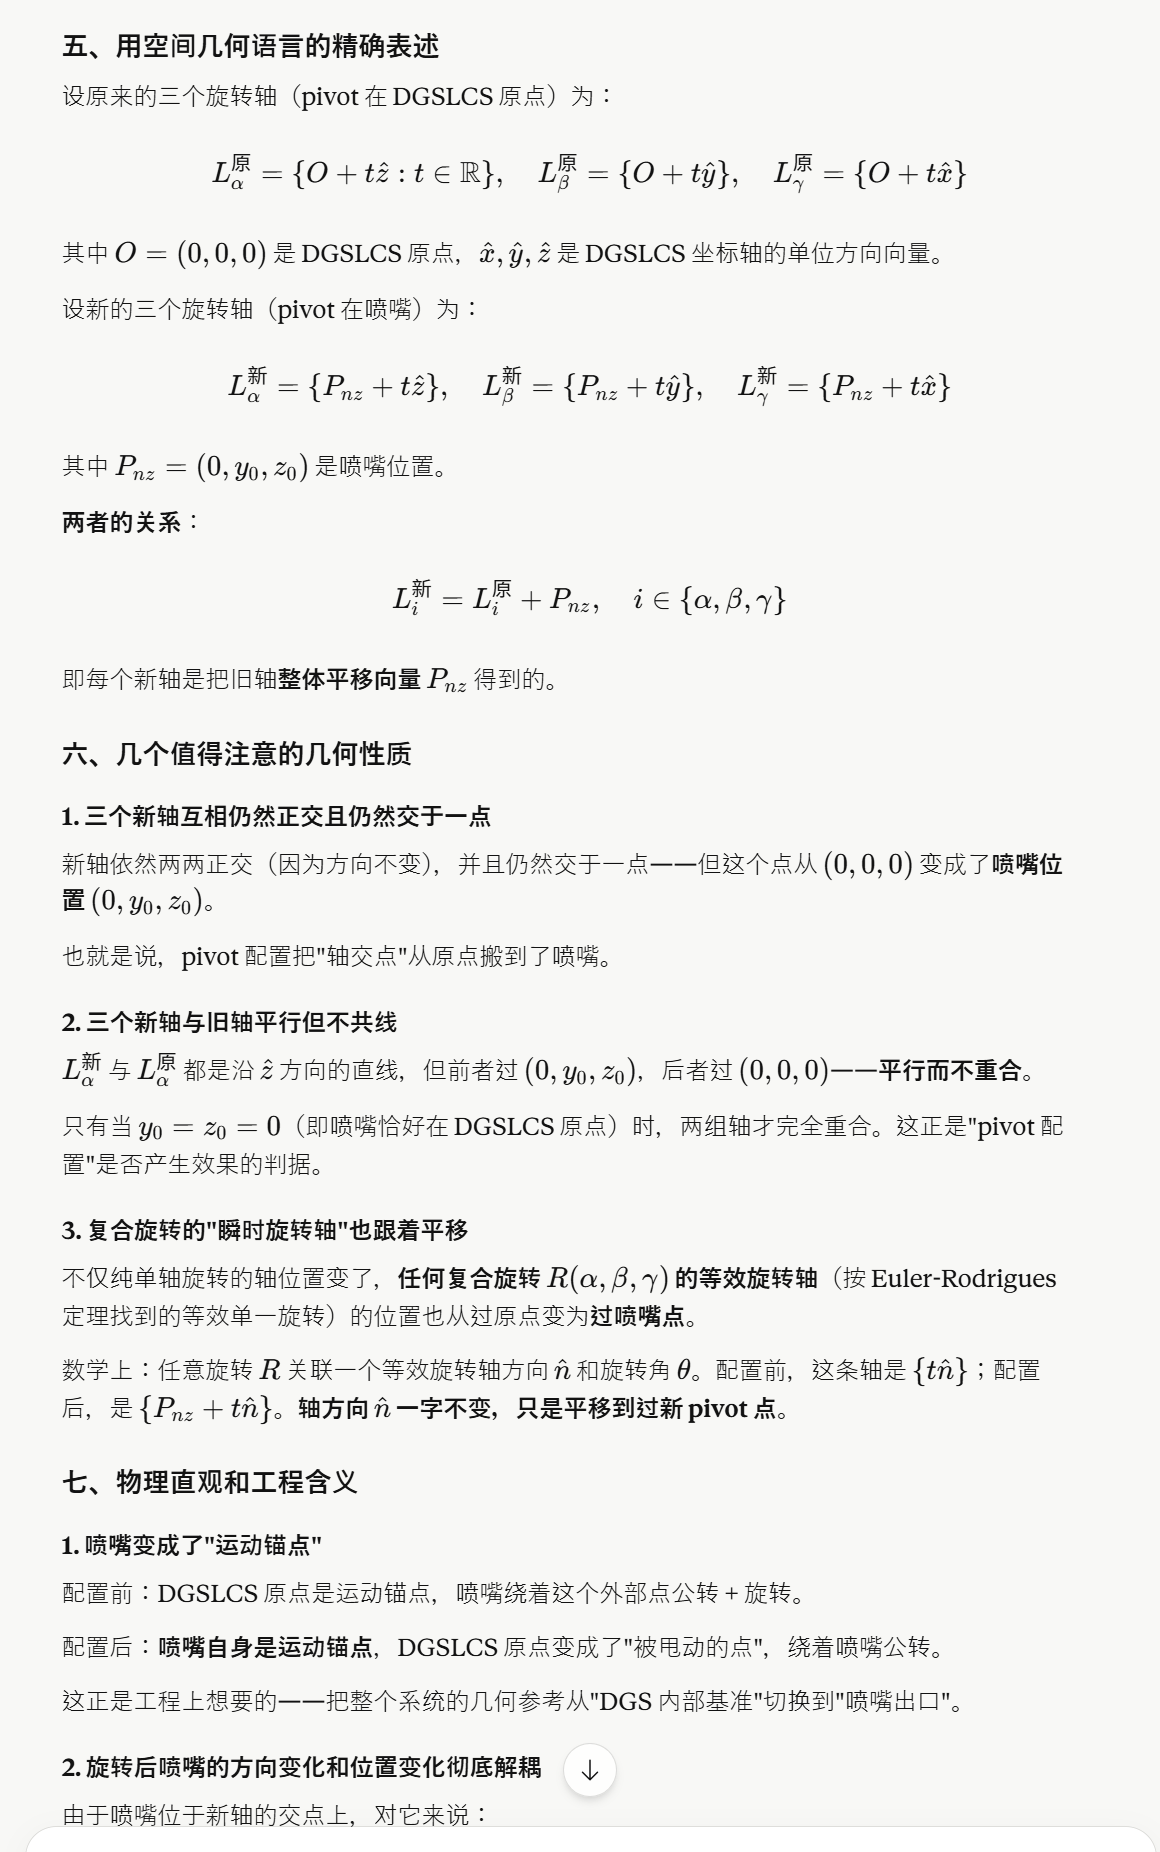 五、用空间几何语言的精确表述
设原来的三个旋转轴（pivot 在 DGSLCS 原点）为：
L_α^原 = {O + tẑ : t ∈ ℝ}, L_β^原 = {O + tŷ}, L_γ^原 = {O + tx̂}
其中 O = (0, 0, 0) 是 DGSLCS 原点，x̂, ŷ, ẑ 是 DGSLCS 坐标轴的单位方向向量。
设新的三个旋转轴（pivot 在喷嘴）为：
L_α^新 = {P_nz + tẑ}, L_β^新 = {P_nz + tŷ}, L_γ^新 = {P_nz + tx̂}
其中 P_nz = (0, y₀, z₀) 是喷嘴位置。
两者的关系：
L_i^新 = L_i^原 + P_nz, i ∈ {α, β, γ}
即每个新轴是把旧轴整体平移向量 P_nz 得到的。
六、几个值得注意的几何性质
1. 三个新轴互相仍然正交且仍然交于一点
新轴依然两两正交（因为方向不变），并且仍然交于一点——但这个点从 (0, 0, 0) 变成了喷嘴位
置 (0, y₀, z₀)。
也就是说，pivot 配置把"轴交点"从原点搬到了喷嘴。
2. 三个新轴与旧轴平行但不共线
L_α^新 与 L_α^原 都是沿 ẑ 方向的直线，但前者过 (0, y₀, z₀)，后者过 (0, 0, 0)——平行而不重合。
只有当 y₀ = z₀ = 0（即喷嘴恰好在 DGSLCS 原点）时，两组轴才完全重合。这正是"pivot 配
置"是否产生效果的判据。
3. 复合旋转的"瞬时旋转轴"也跟着平移
不仅纯单轴旋转的轴位置变了，任何复合旋转 R(α, β, γ) 的等效旋转轴（按 Euler-Rodrigues
定理找到的等效单一旋转）的位置也从过原点变为过喷嘴点。
数学上：任意旋转 R 关联一个等效旋转轴方向 n̂ 和旋转角 θ。配置前，这条轴是 {tn̂}；配置
后，是 {P_nz + tn̂}。轴方向 n̂ 一字不变，只是平移到过新 pivot 点。
七、物理直观和工程含义
1. 喷嘴变成了"运动锚点"
配置前：DGSLCS 原点是运动锚点，喷嘴绕着这个外部点公转 + 旋转。
配置后：喷嘴自身是运动锚点，DGSLCS 原点变成了"被甩动的点"，绕着喷嘴公转。
这正是工程上想要的——把整个系统的几何参考从"DGS 内部基准"切换到"喷嘴出口"。
2. 旋转后喷嘴的方向变化和位置变化彻底解耦
由于喷嘴位于新轴的交点上，对它来说：